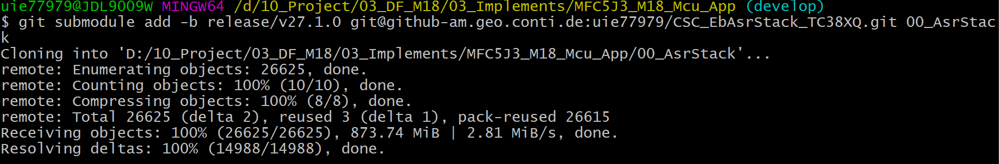 uie77979@JDL9009W MINGW64 /d/10_Project/03_DF_M18/03_Implements/MFC5J3_M18_Mcu_App (develop)
$ git submodule add -b release/v27.1.0 git@github-am.geo.conti.de:uie77979/CSC_EbAsrStack_TC38XQ.git 00_AsrStac
k
Cloning into 'D:/10_Project/03_DF_M18/03_Implements/MFC5J3_M18_Mcu_App/00_AsrStack'...
remote: Enumerating objects: 26625, done.
remote: Counting objects: 100% (10/10), done.
remote: Compressing objects: 100% (8/8), done.
remote: Total 26625 (delta 2), reused 3 (delta 1), pack-reused 26615
Receiving objects: 100% (26625/26625), 873.74 MiB | 2.81 MiB/s, done.
Resolving deltas: 100% (14988/14988), done.